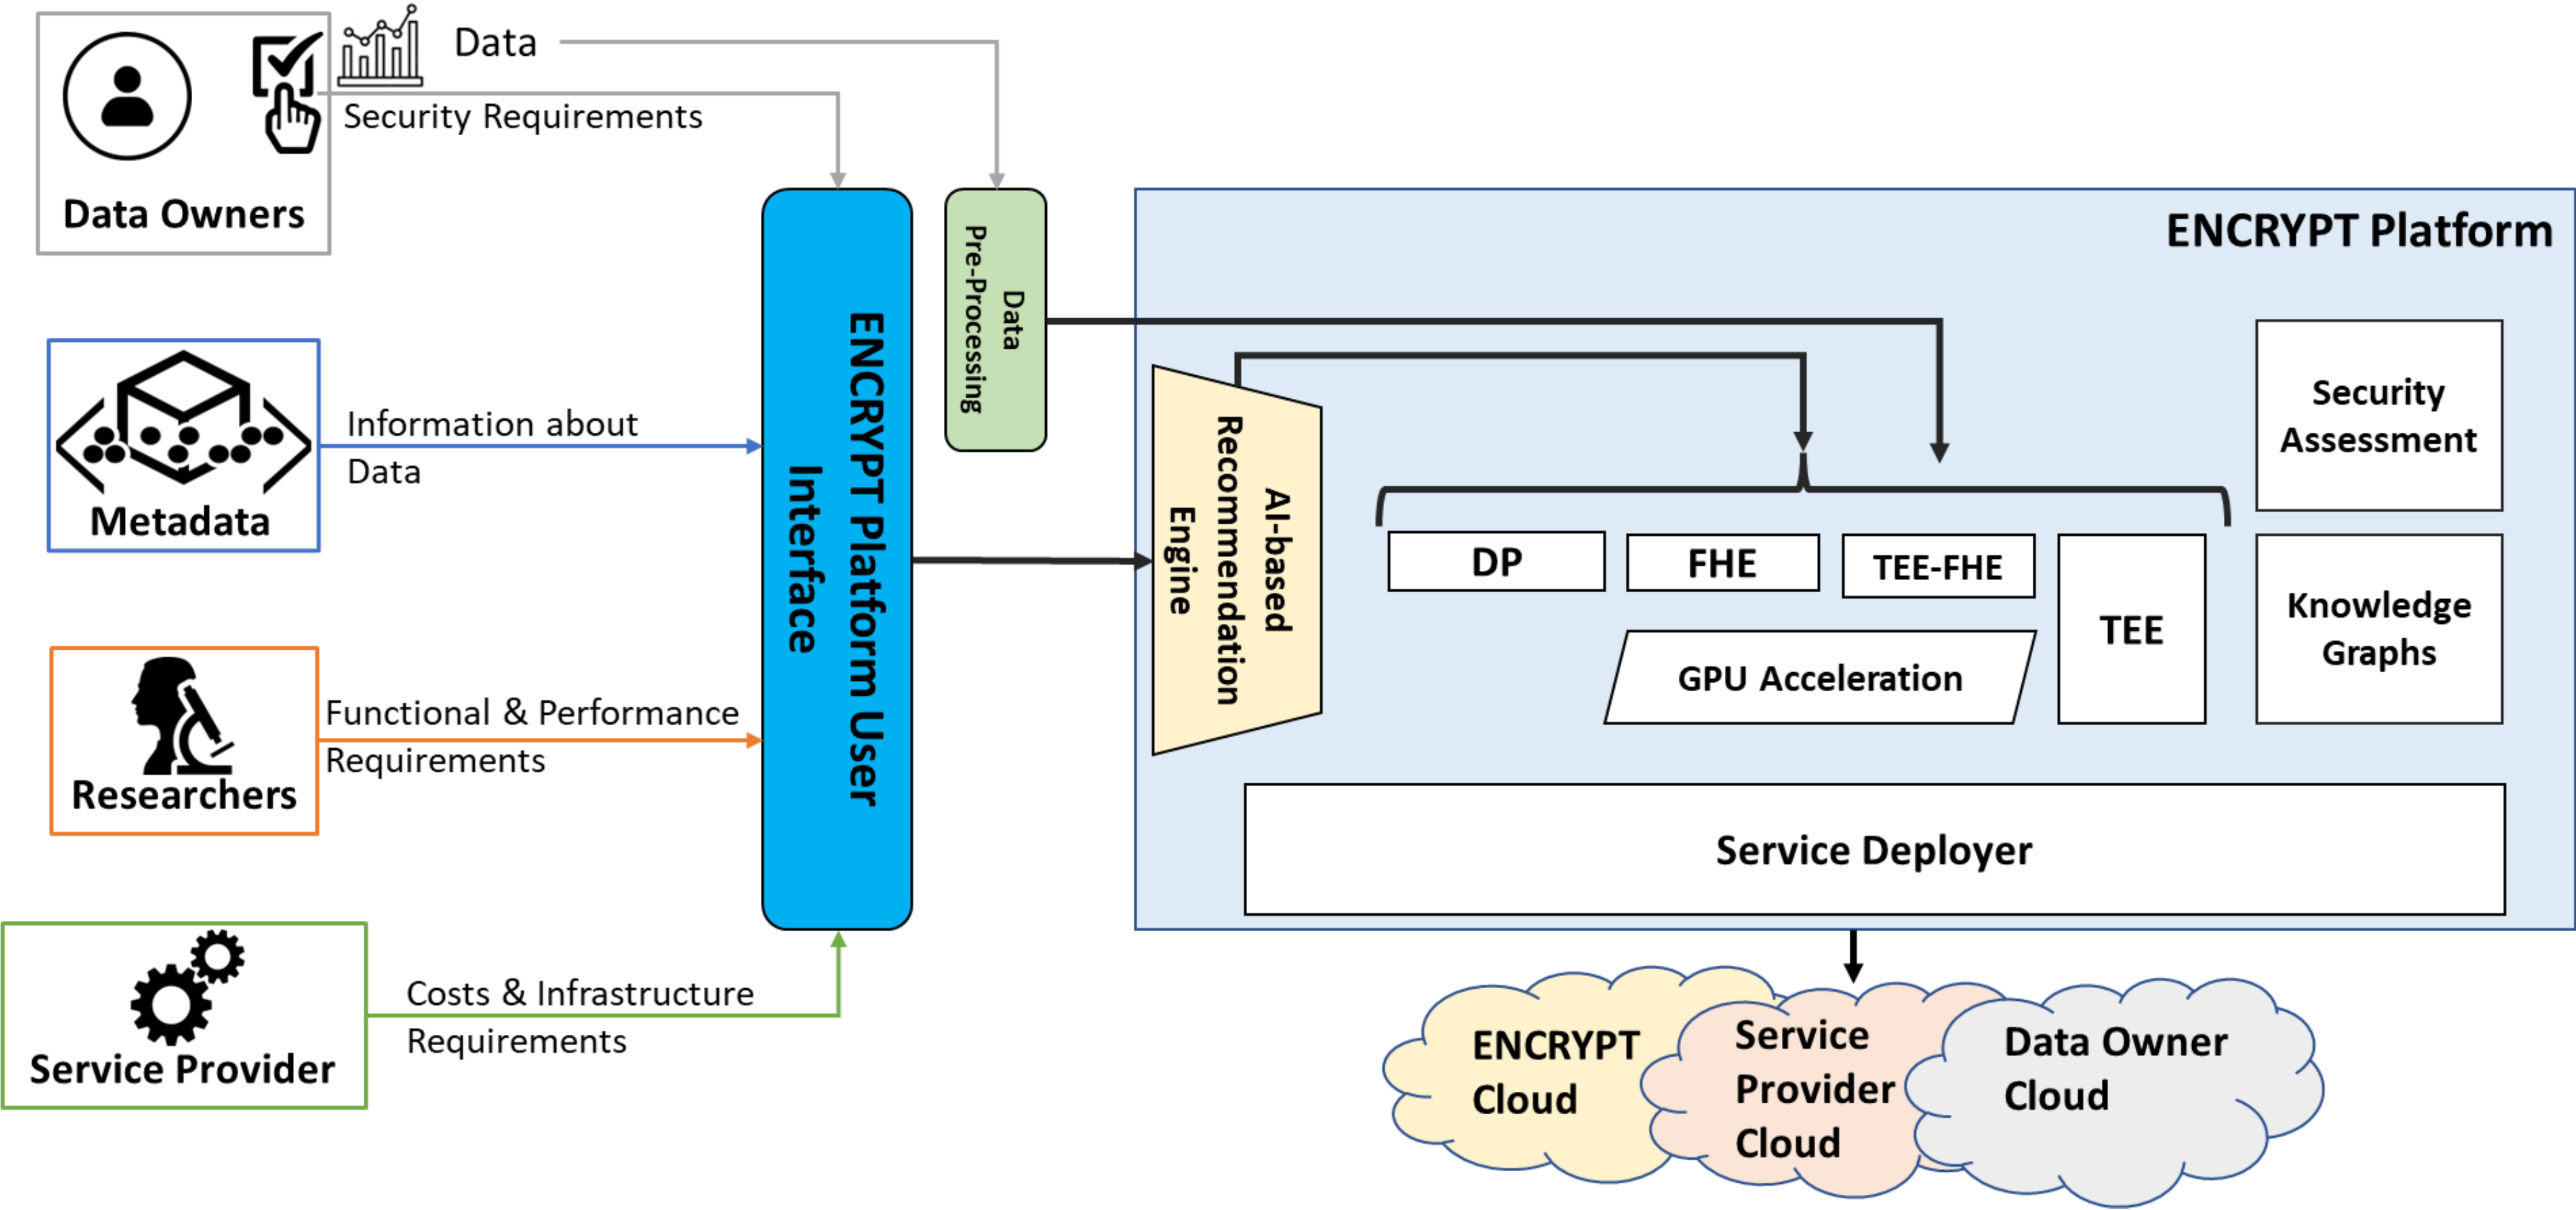 Data
Security Requirements
Data Owners
Information about
Data
Metadata
Functional & Performance
Requirements
Researchers
Costs & Infrastructure
Requirements
Service Provider
ENCRYPT Platform User
Interface
Data
Pre-Processing
ENCRYPT Platform
AI-based
Recommendation
Engine
DP
FHE
TEE-FHE
TEE
GPU Acceleration
Security
Assessment
Knowledge
Graphs
Service Deployer
ENCRYPT
Cloud
Service
Provider
Cloud
Data Owner
Cloud